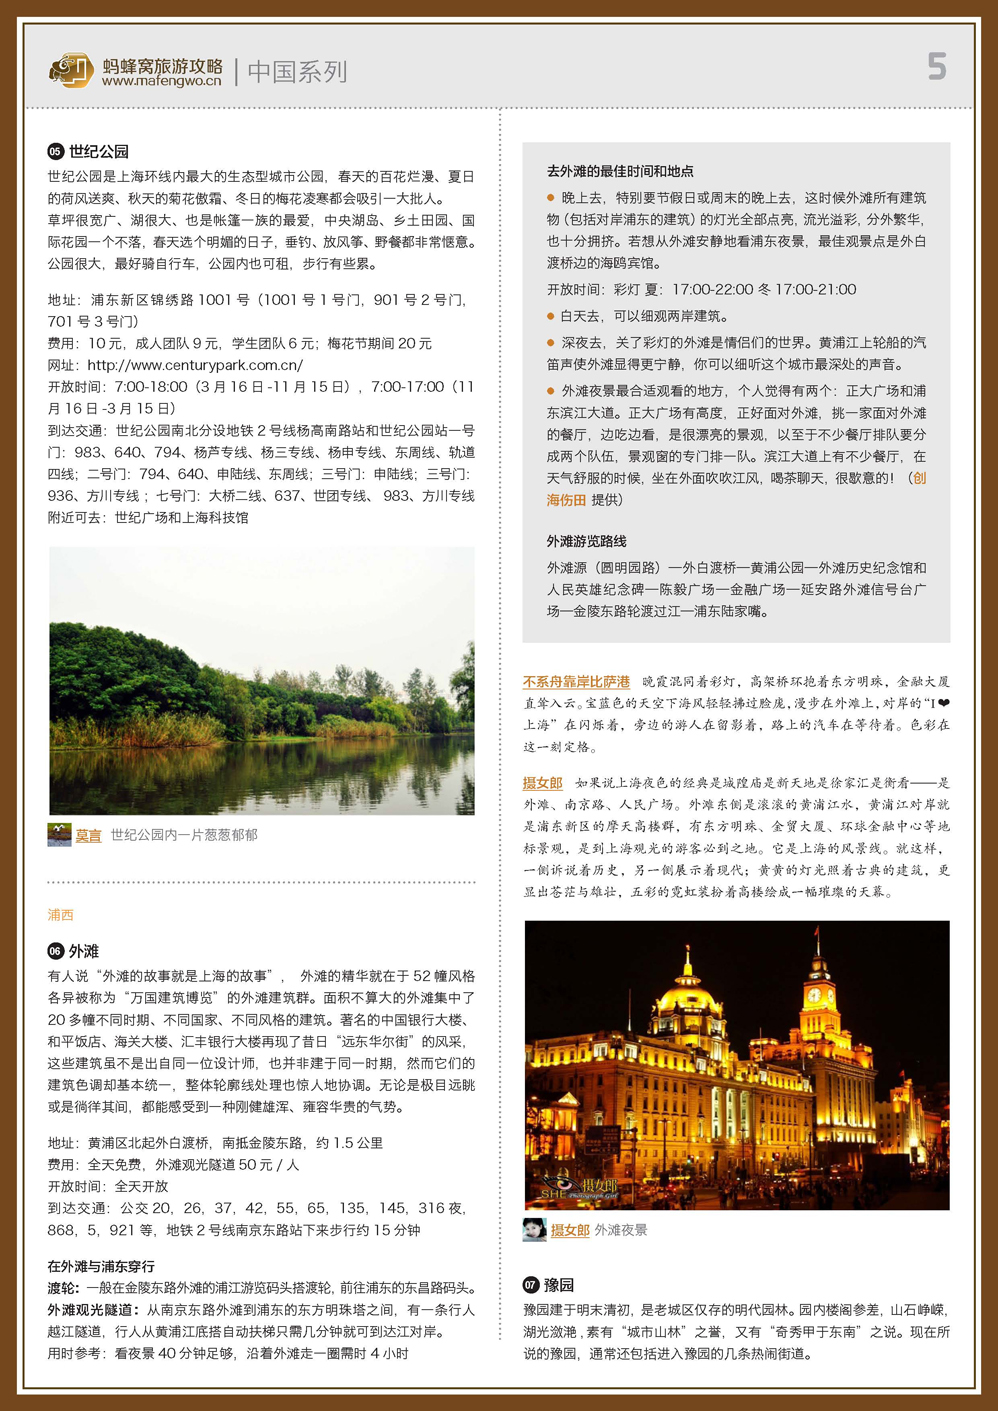 蚂蜂窝旅游攻略
www.mafengwo.cn
中国系列
5
05 世纪公园
世纪公园是上海环线内最大的生态型城市公园，春天的百花烂漫、夏日
的荷风送爽、秋天的菊花傲霜、冬日的梅花凌寒都会吸引一大批人。
草坪很宽广、湖很大、也是帐篷一族的最爱，中央湖岛、乡土田园、国
际花园一个不落，春天选个明媚的日子，垂钓、放风筝、野餐都非常惬意。
公园很大，最好骑自行车，公园内也可租，步行有些累。
地址：浦东新区锦绣路 1001 号（1001 号 1 号门，901 号 2 号门，
701 号 3 号门）
费用：10 元，成人团队 9 元，学生团队 6 元；梅花节期间 20 元
网址：http://www.centurypark.com.cn/
开放时间：7:00-18:00（3 月 16 日 -11 月 15 日），7:00-17:00（11
月 16 日 -3 月 15 日）
到达交通：世纪公园南北分设地铁 2 号线杨高南路站和世纪公园站一号
门：983、640、794、杨芦专线、杨三专线、杨申专线、东周线、轨道
四线；二号门：794、640、申陆线、东周线；三号门：申陆线；三号门：
936、方川专线；七号门：大桥二线、637、世团专线、 983、方川专线
附近可去：世纪广场和上海科技馆
莫言 世纪公园内一片葱葱郁郁
浦西
06 外滩
有人说“外滩的故事就是上海的故事”， 外滩的精华就在于 52 幢风格
各异被称为“万国建筑博览”的外滩建筑群。面积不算大的外滩集中了
20 多幢不同时期、不同国家、不同风格的建筑。著名的中国银行大楼、
和平饭店、海关大楼、汇丰银行大楼再现了昔日“远东华尔街”的风采，
这些建筑虽不是出自同一位设计师，也并非建于同一时期，然而它们的
建筑色调却基本统一，整体轮廓线处理也惊人地协调。无论是极目远眺
或是徜徉其间，都能感受到一种刚健雄浑、雍容华贵的气势。
地址：黄浦区北起外白渡桥，南抵金陵东路，约 1.5 公里
费用：全天免费，外滩观光隧道 50 元 / 人
开放时间：全天开放
到达交通：公交 20，26，37，42，55，65，135，145，316 夜，
868，5，921 等，地铁 2 号线南京东路站下来步行约 15 分钟
在外滩与浦东穿行
渡轮：一般在金陵东路外滩的浦江游览码头搭渡轮，前往浦东的东昌路码头。
外滩观光隧道：从南京东路外滩到浦东的东方明珠塔之间，有一条行人
越江隧道，行人从黄浦江底搭自动扶梯只需几分钟就可到达江对岸。
用时参考：看夜景 40 分钟足够，沿着外滩走一圈需时 4 小时
去外滩的最佳时间和地点
● 晚上去，特别要节假日或周末的晚上去，这时候外滩所有建筑
物（包括对岸浦东的建筑）的灯光全部点亮，流光溢彩，分外繁华，
也十分拥挤。若想从外滩安静地看浦东夜景，最佳观景点是外白
渡桥边的海鸥宾馆。
开放时间：彩灯 夏：17:00-22:00 冬 17:00-21:00
● 白天去，可以细观两岸建筑。
● 深夜去，关了彩灯的外滩是情侣们的世界。黄浦江上轮船的汽
笛声使外滩显得更宁静，你可以细听这个城市最深处的声音。
● 外滩夜景最合适观看的地方，个人觉得有两个：正大广场和浦
东滨江大道。正大广场有高度，正好面对外滩，挑一家面对外滩
的餐厅，边吃边看，是很漂亮的景观，以至于不少餐厅排队要分
成两个队伍，景观窗的专门排一队。滨江大道上有不少餐厅，在
天气舒服的时候，坐在外面吹吹江风，喝茶聊天，很歇意的！（创
海伤田 提供）
外滩游览路线
外滩源（圆明园路）—外白渡桥—黄浦公园—外滩历史纪念馆和
人民英雄纪念碑—陈毅广场—金融广场—延安路外滩信号台广
场—金陵东路轮渡过江—浦东陆家嘴。
不系舟靠岸比萨港 晚霞混同着彩灯，高架桥环抱着东方明珠，金融大厦
直耸入云。宝蓝色的天空下海风轻轻拂过脸庞，漫步在外滩上，对岸的“I❤
上海”在闪烁着，旁边的游人在留影着，路上的汽车在等待着。色彩在
这一刻定格。
摄女郎 如果说上海夜色的经典是城隍庙是新天地是徐家汇是衡看——是
外滩、南京路、人民广场。外滩东侧是滚滚的黄浦江水，黄浦江对岸就
是浦东新区的摩天高楼群，有东方明珠、金贸大厦、环球金融中心等地
标景观，是到上海观光的游客必到之地。它是上海的风景线。就这样，
一侧诉说着历史，另一侧展示着现代；黄黄的灯光照着古典的建筑，更
显出苍茫与雄壮，五彩的霓虹装扮着高楼绘成一幅璀璨的天幕。
摄女郎
SHE Photograph Girl
摄女郎 外滩夜景
07 豫园
豫园建于明末清初，是老城区仅存的明代园林。园内楼阁参差，山石峥嵘，
湖光潋滟，素有“城市山林”之誉，又有“奇秀甲于东南”之说。现在所
说的豫园，通常还包括进入豫园的几条热闹街道。